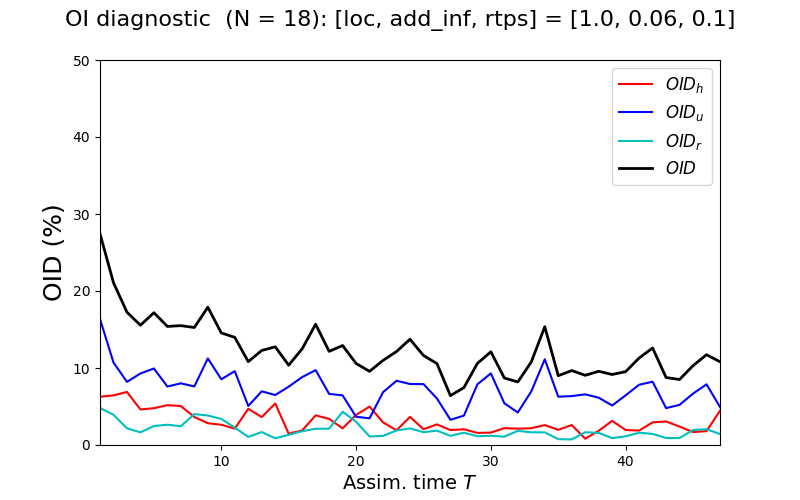 OI diagnostic (N = 18): [loc, add_inf, rtps] = [1.0, 0.06, 0.1]
50
40
30
20
10
0
OI (%)
OID_h
OID_u
OID_r
OID
10
20
30
40
Assim. time T